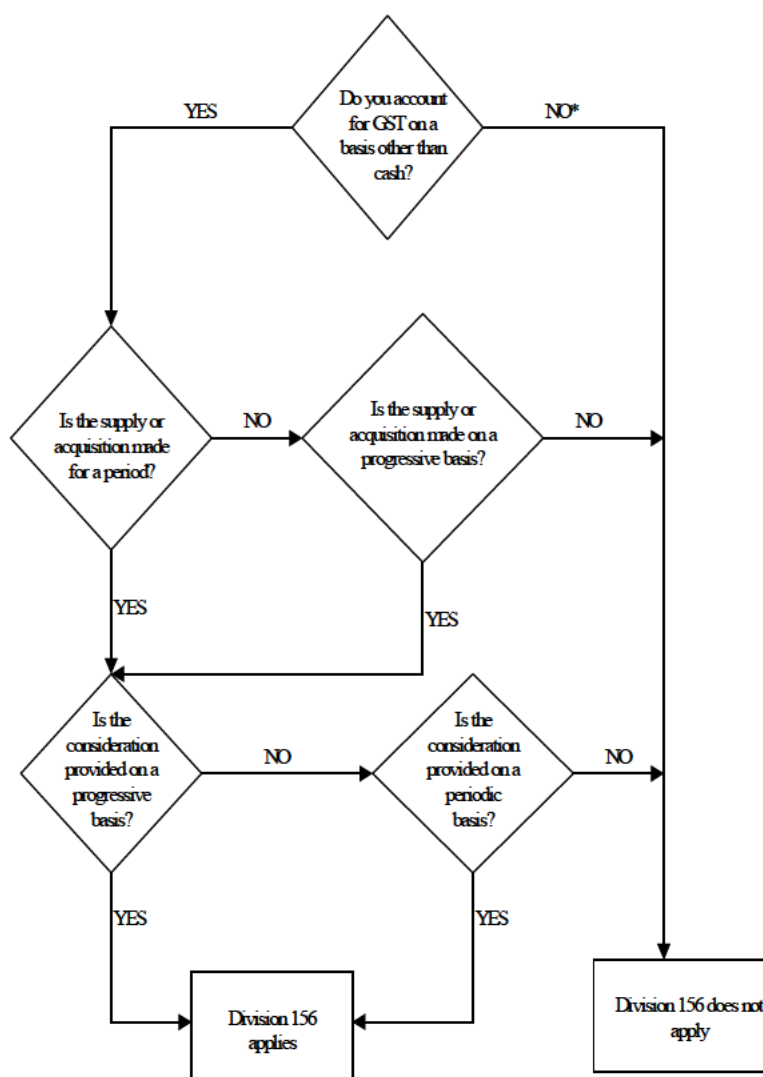 Do you account
for GST on a
basis other than
cash?
YES
NO*
Is the supply or
acquisition made
for a period?
NO
Is the supply or
acquisition made on a
progressive basis?
NO
YES
YES
Is the
consideration
provided on a
progressive
basis?
NO
Is the
consideration
provided on a
periodic
basis?
NO
YES
YES
Division 156
applies
Division 156 does not
apply